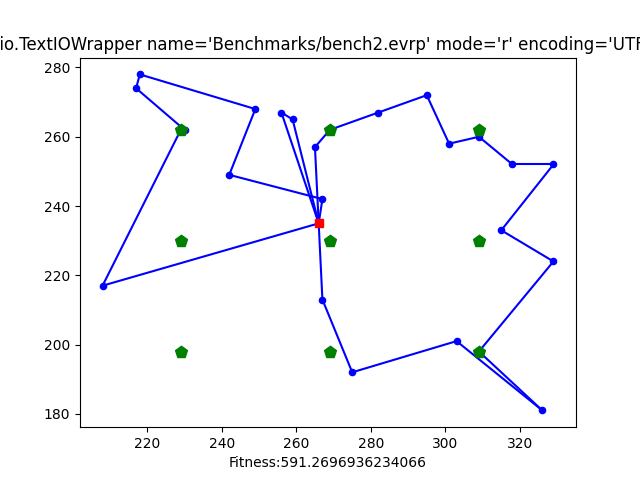 io.TextIOWrapper name='Benchmarks/bench2.evrp' mode='r' encoding='UTF
280
260
240
220
200
180
220 240 260 280 300 320
Fitness:591.2696936234066